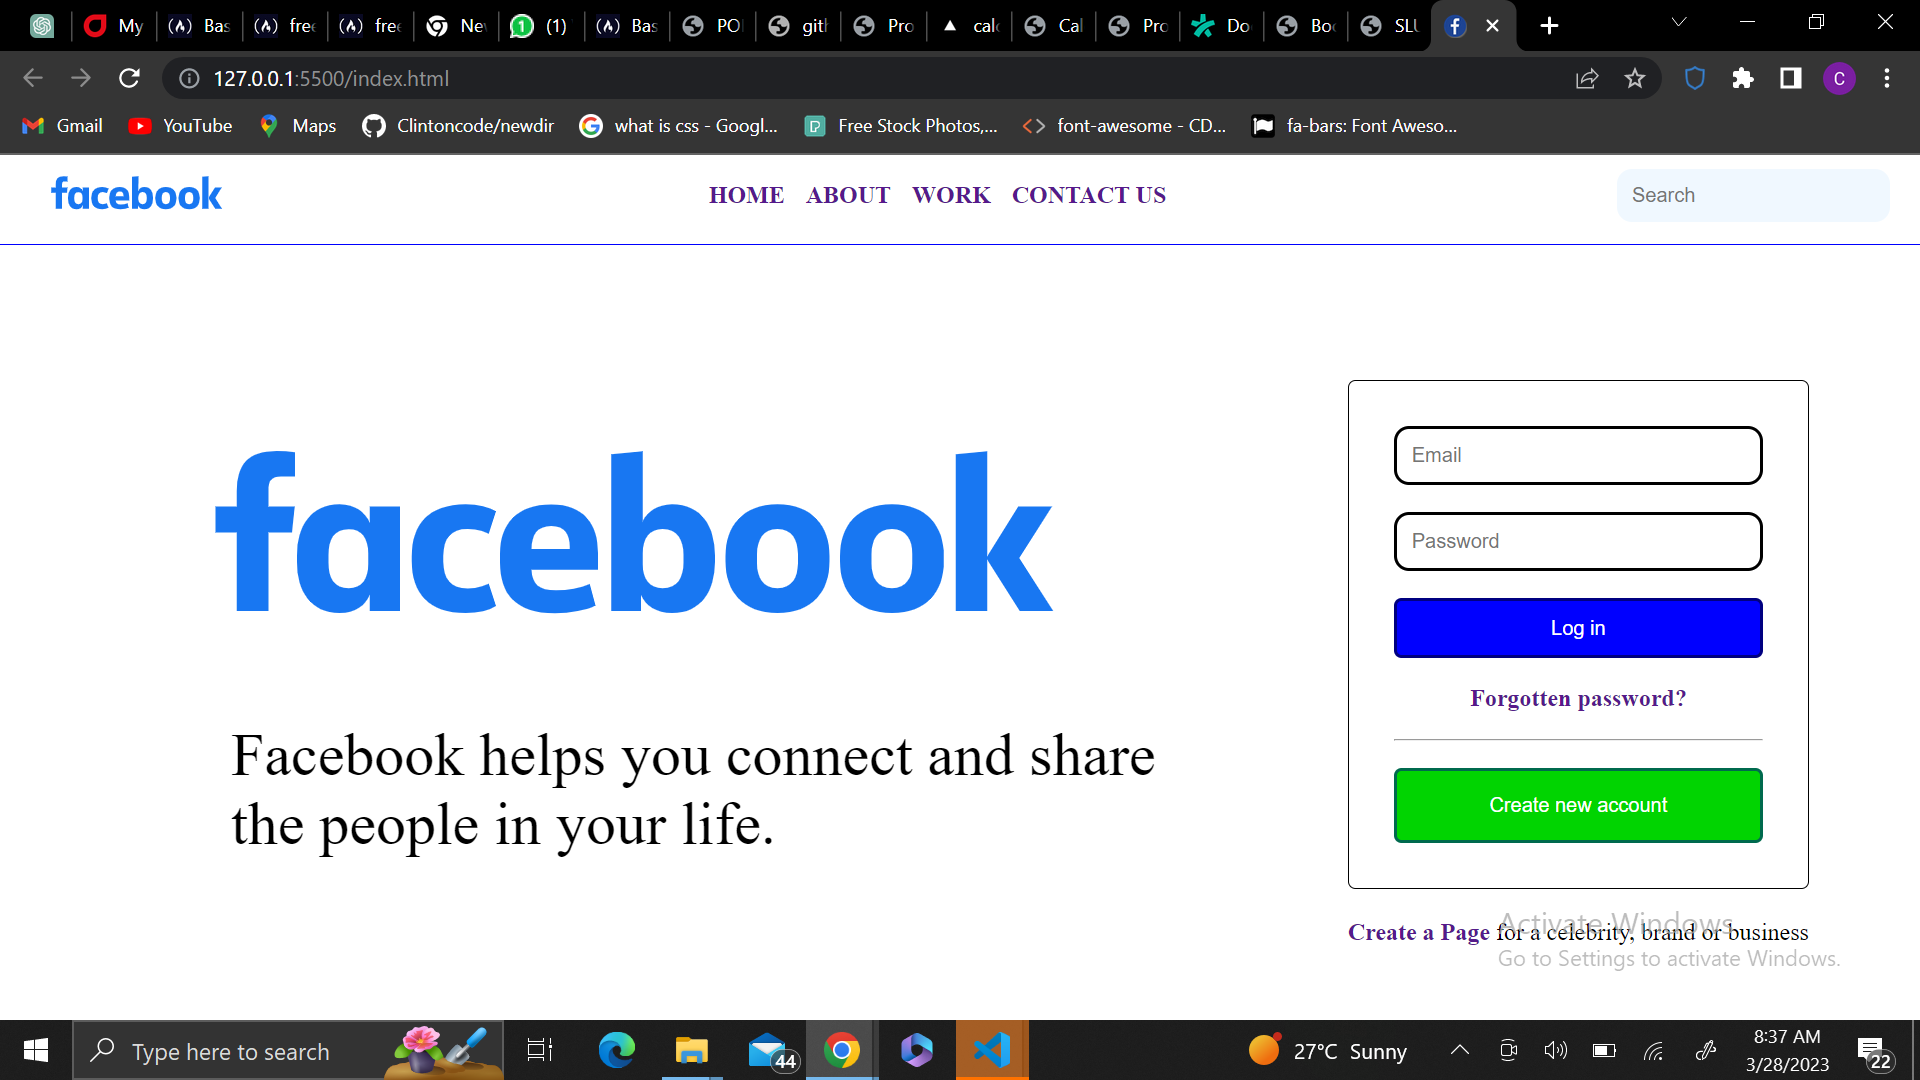 My Bas free free Ne (1) Bas PO gith Pro calc Cal Pro Do Bo SLU
127.0.0.1:5500/index.html C
Gmail YouTube Maps Clintoncode/newdir what is css - Googl... Free Stock Photos,... font-awesome - CD... fa-bars: Font Aweso...
facebook HOME ABOUT WORK CONTACT US Search
Email
facebook
Password
Log in
Forgotten password?
Facebook helps you connect and share
the people in your life.
Create new account
Create a Page for a celebrity, brand or business
Activate Windows
Go to Settings to activate Windows.
Type here to search 44 27°C Sunny 8:37 AM
3/28/2023 22